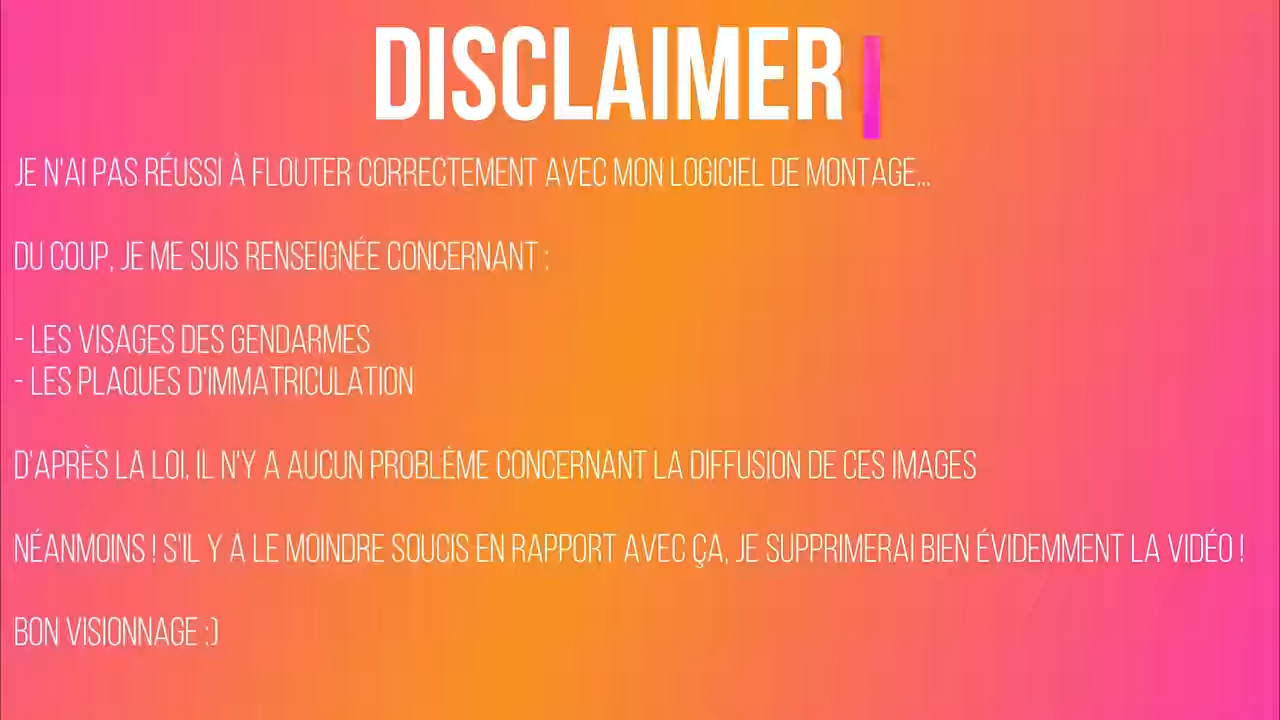 DISCLAIMER
JE N'AI PAS RÉUSSI À FLOUTER CORRECTEMENT AVEC MON LOGICIEL DE MONTAGE...
DU COUP, JE ME SUIS RENSEIGNÉE CONCERNANT :
- LES VISAGES DES GENDARMES
- LES PLAQUES D'IMMATRICULATION
D'APRÈS LA LOI, IL N'Y A AUCUN PROBLÈME CONCERNANT LA DIFFUSION DE CES IMAGES
NÉANMOINS ! S'IL Y À LE MOINDRE SOUCIS EN RAPPORT AVEC ÇA, JE SUPPRIMERAI BIEN ÉVIDEMMENT LA VIDÉO !
BON VISIONNAGE :)